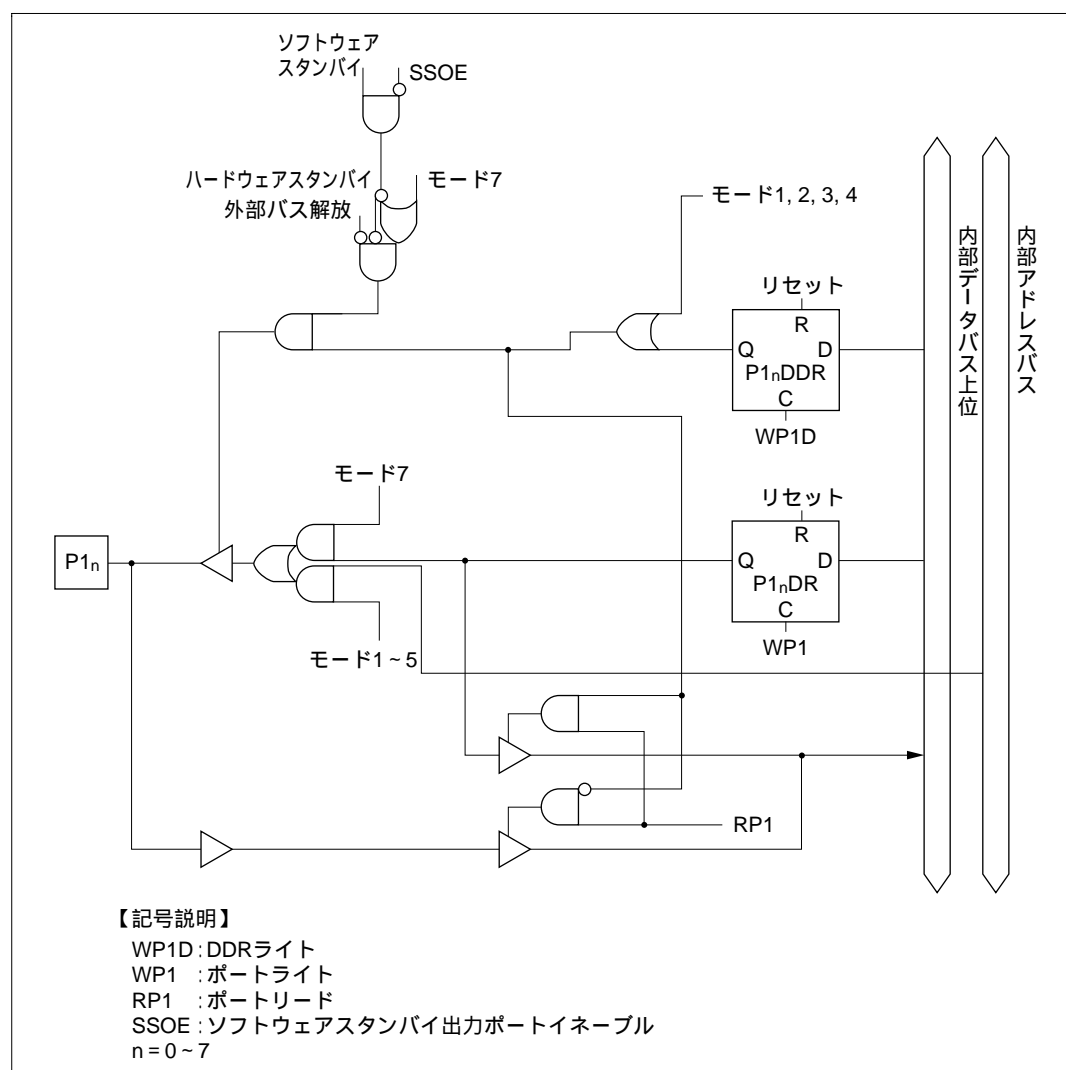 ソフトウェア
スタンバイ
SSOE
ハードウェアスタンバイ
モード7
外部バス解放
モード1, 2, 3, 4
リセット
R
Q
D
P1nDDR
C
WP1D
内部データバス上位
内部アドレスバス
モード7
リセット
R
P1n
Q
D
P1nDR
C
WP1
モード1~5
RP1
【記号説明】
WP1D:DDRライト
WP1 :ポートライト
RP1 :ポートリード
SSOE:ソフトウェアスタンバイ出力ポートイネーブル
n = 0~7